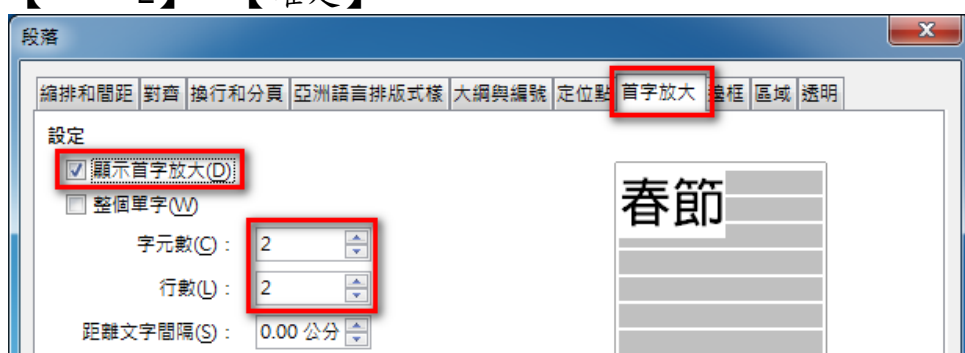 段落
縮排和間距 對齊 換行和分頁 亞洲語言排版式樣 大綱與編號 定位點 首字放大 邊框 區域 透明
設定
顯示首字放大(D)
整個單字(W)
字元數(C)： 2
行數(L)： 2
距離文字間隔(S)： 0.00 公分
春節